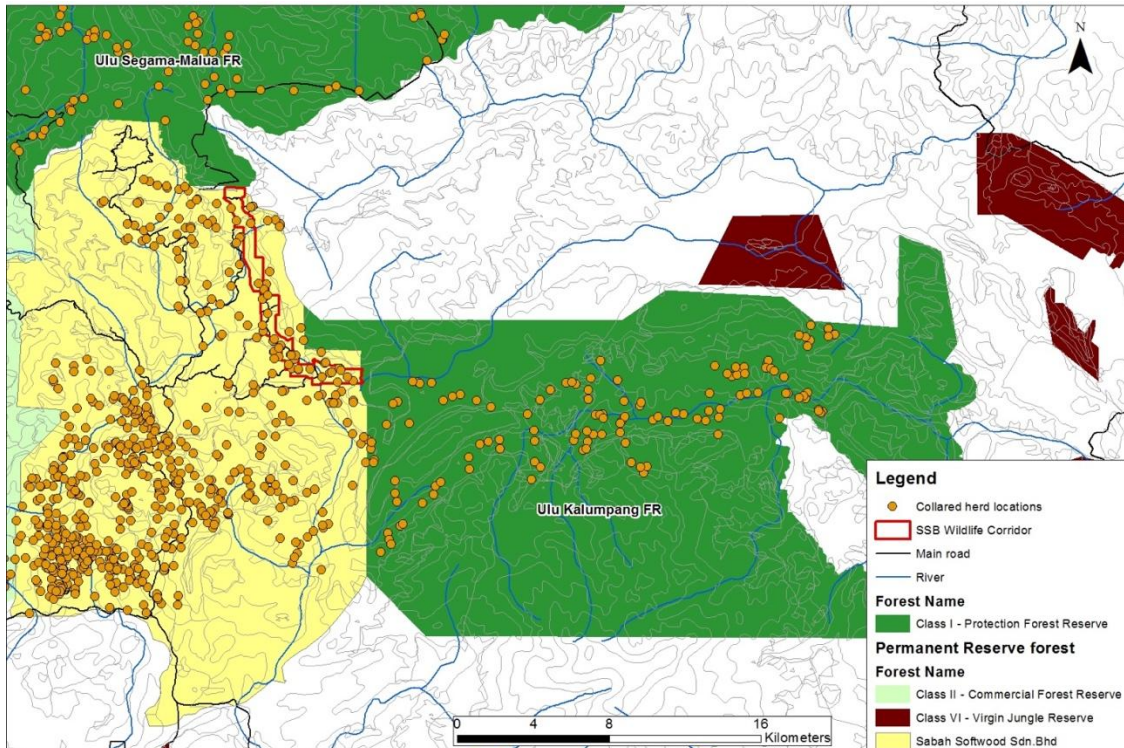 Ulu Segama-Malua FR
N
Ulu Kalumpang FR
Legend
Collared herd locations
SSB Wildlife Corridor
Main road
River
Forest Name
Class I - Protection Forest Reserve
Permanent Reserve forest
Forest Name
Class II - Commercial Forest Reserve
Class VI - Virgin Jungle Reserve
Sabah Softwood Sdn.Bhd
0 4 8 16
Kilometers